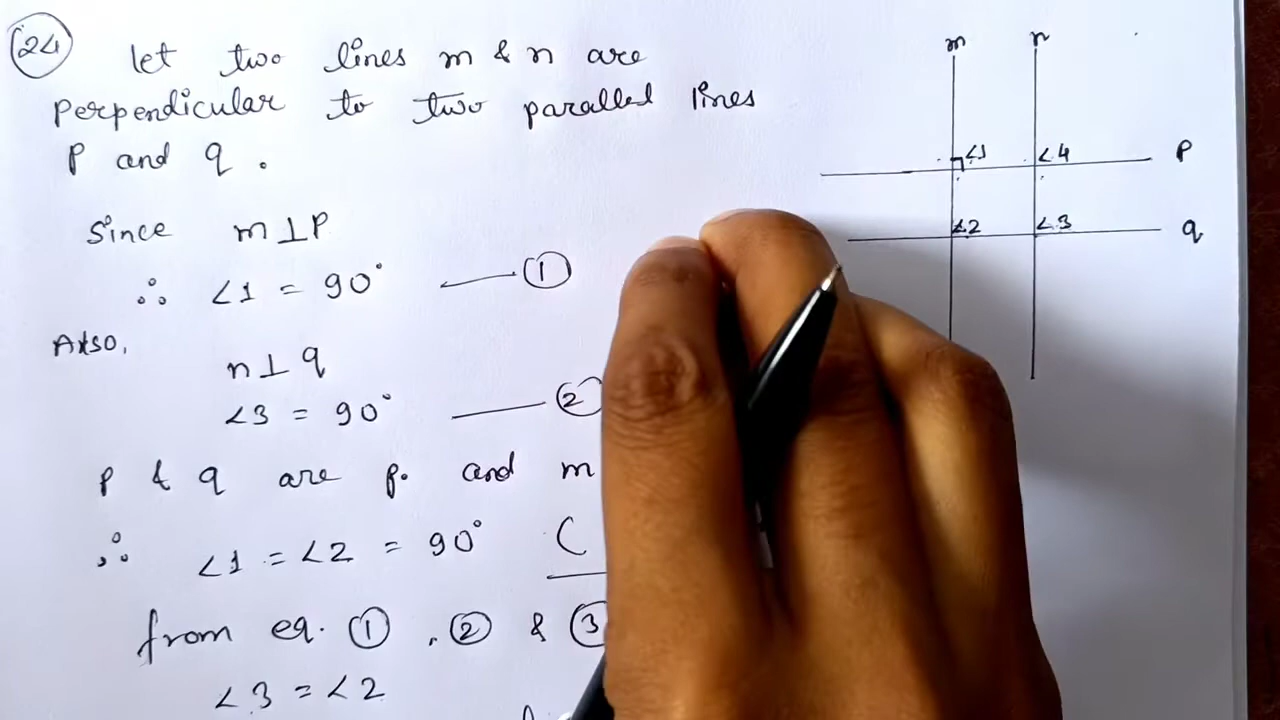 (24) let two lines m & n are
Perpendicular to two parallel lines
P and q.
Since m⊥P
∴ ∠1 = 90° —— ①
Also,
n⊥q
∠3 = 90° —— ②
P & q are p. and m
∴ ∠1 = ∠2 = 90° (
from eq. ①, ② & ③
∠3 = ∠2
m n
∠1 ∠4 P
∠2 ∠3 q